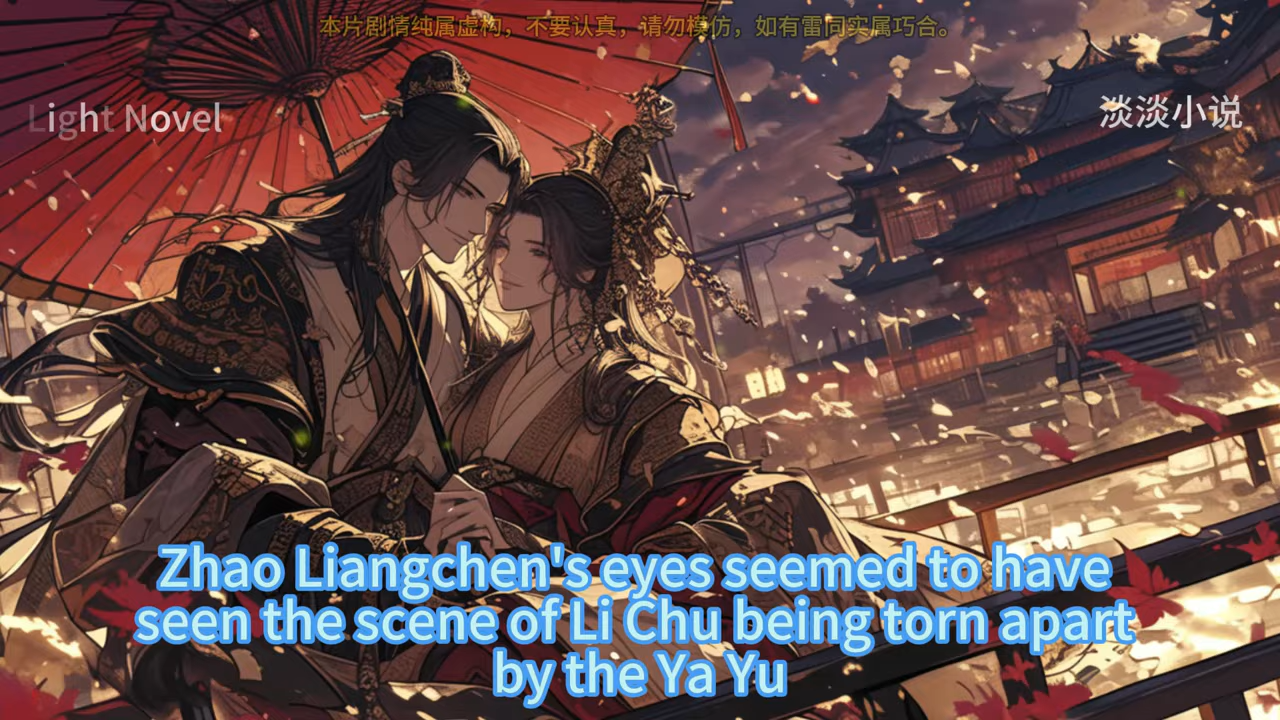 本片剧情纯属虚构，不要认真，请勿模仿，如有雷同实属巧合。
Light Novel
淡淡小说
Zhao Liangchen's eyes seemed to have
seen the scene of Li Chu being torn apart
by the Ya Yu